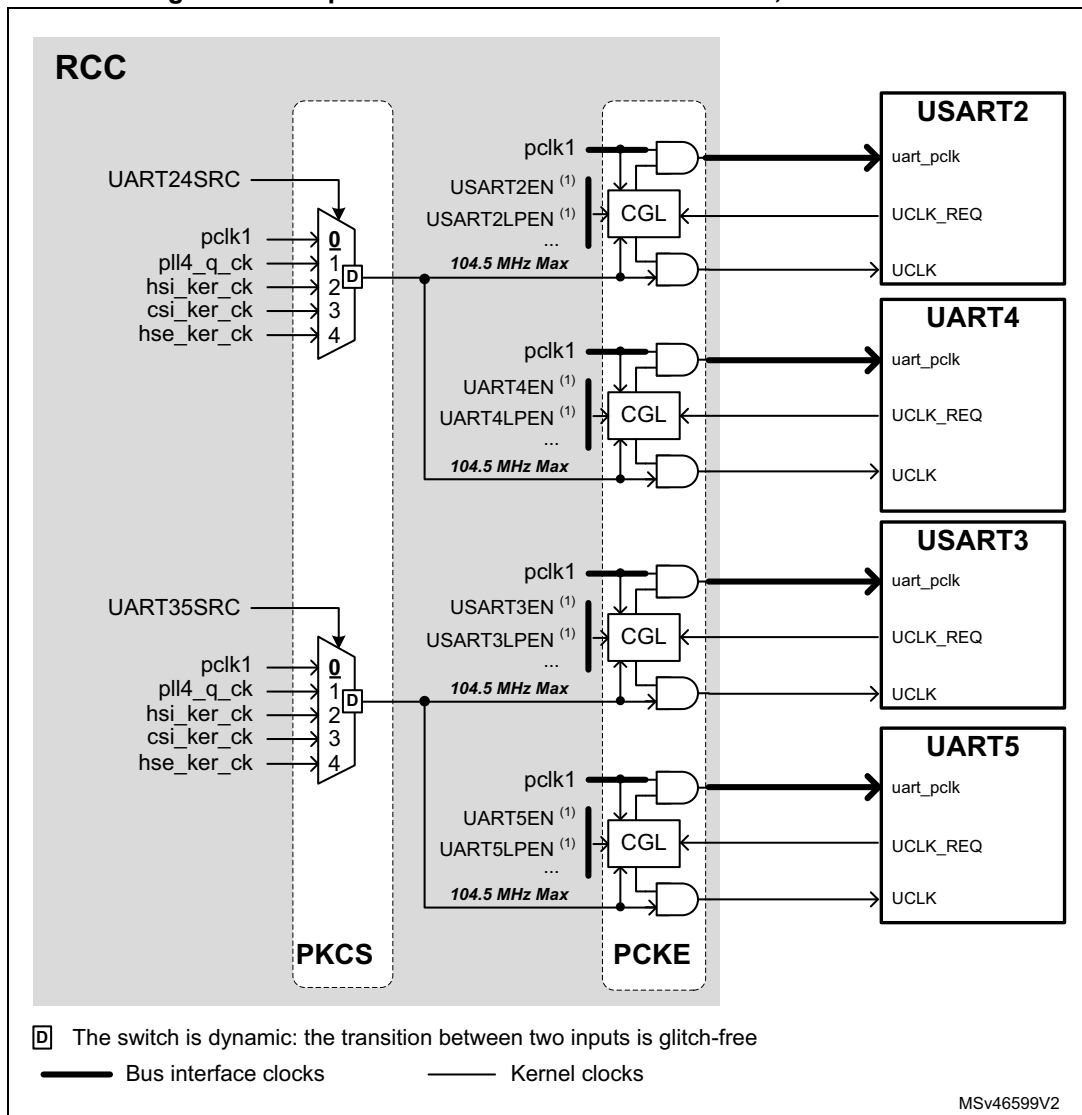 RCC
UART24SRC
pclk1
pll4_q_ck
hsi_ker_ck
csi_ker_ck
hse_ker_ck
0
1
2
3
4
D
pclk1
USART2EN (1)
USART2LPEN (1)
...
CGL
104.5 MHz Max
USART2
uart_pclk
UCLK_REQ
UCLK
pclk1
UART4EN (1)
UART4LPEN (1)
...
CGL
104.5 MHz Max
UART4
uart_pclk
UCLK_REQ
UCLK
UART35SRC
pclk1
pll4_q_ck
hsi_ker_ck
csi_ker_ck
hse_ker_ck
0
1
2
3
4
D
pclk1
USART3EN (1)
USART3LPEN (1)
...
CGL
104.5 MHz Max
USART3
uart_pclk
UCLK_REQ
UCLK
pclk1
UART5EN (1)
UART5LPEN (1)
...
CGL
104.5 MHz Max
UART5
uart_pclk
UCLK_REQ
UCLK
PKCS
PCKE
D The switch is dynamic: the transition between two inputs is glitch-free
Bus interface clocks
Kernel clocks
MSv46599V2